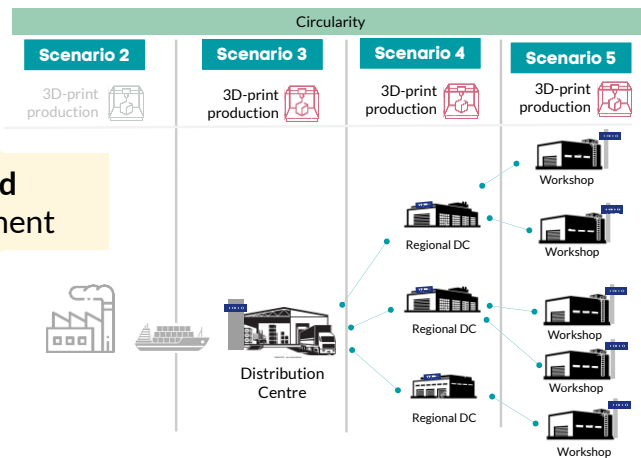 Circularity
Scenario 2
Scenario 3
Scenario 4
Scenario 5
3D-print
production
3D-print
production
3D-print
production
3D-print
production
d
nent
Workshop
Workshop
Regional DC
Regional DC
Workshop
Distribution
Centre
Workshop
Regional DC
Workshop